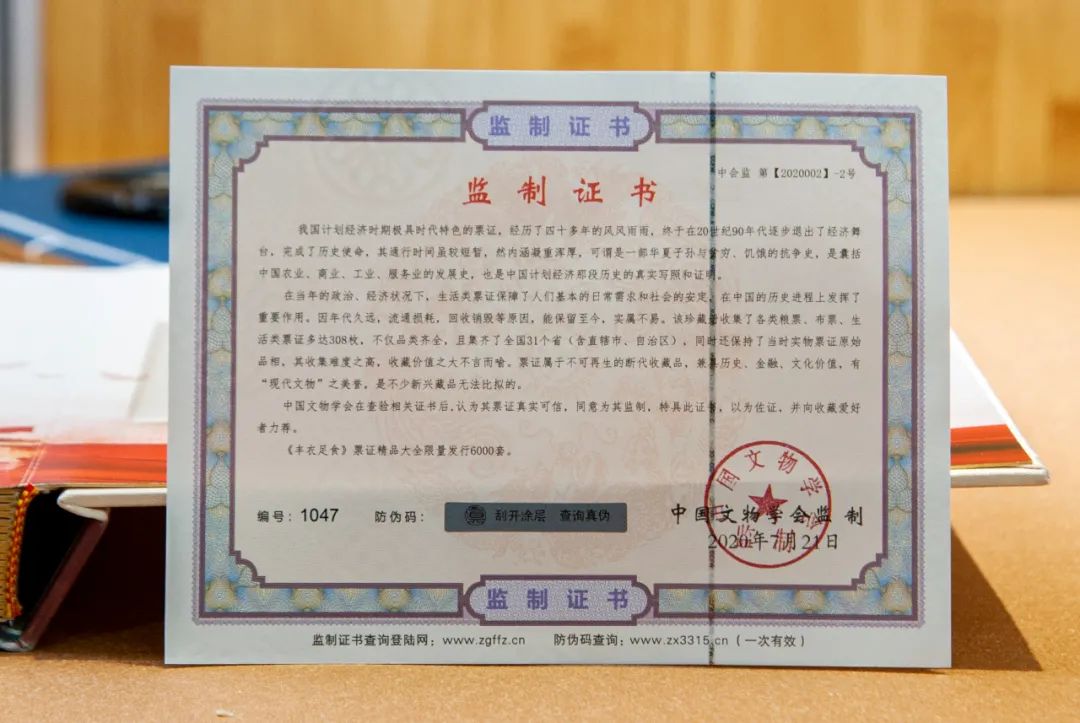 监制证书
监制证书
中会监 第【2020002】-2号
我国计划经济时期极具时代特色的票证，经历了四十多年的风风雨雨，终于在20世纪90年代逐步退出了经济舞
台，完成了历史使命，其通行时间虽较短暂，然内涵凝重浑厚，可谓是一部华夏子孙与贫穷、饥饿的抗争史，是囊括
中国农业、商业、工业、服务业的发展史，也是中国计划经济那段历史的真实写照和证明。
在当年的政治、经济状况下，生活类票证保障了人们基本的日常需求和社会的安定，在中国的历史进程上发挥了
重要作用。因年代久远，流通损耗，回收销毁等原因，能保留至今，实属不易。该珍藏册收集了各类粮票、布票、生
活类票证多达308枚，不仅品类齐全，且集齐了全国31个省（含直辖市、自治区），同时还保持了当时实物票证原始
品相，其收集难度之高，收藏价值之大不言而喻。票证属于不可再生的断代收藏品，兼具历史、金融、文化价值，有
“现代文物”之美誉，是不少新兴藏品无法比拟的。
中国文物学会在查验相关证书后，认为其票证真实可信，同意为其监制，特具此证书，以为佐证，并向收藏爱好
者力荐。
《丰衣足食》票证精品大全限量发行6000套。
编号：1047 防伪码： 刮开涂层 查询真伪
中国文物学会监 制
2020年7月21日
中国文物学会
监制
监制证书
监制证书查询登陆网：www.zgffz.cn 防伪码查询：www.zx3315.cn（一次有效）